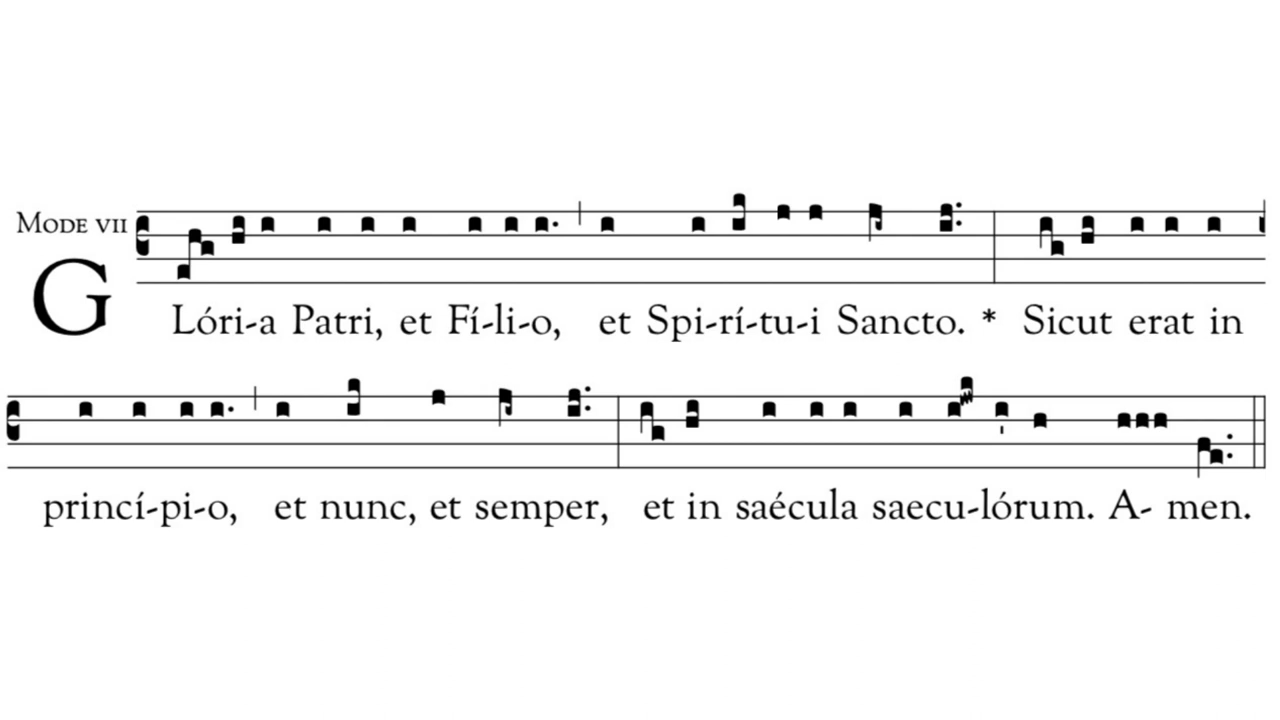 MODE VII
GLóri-a Patri, et Fí-li-o, et Spi-rí-tu-i Sancto. * Sicut erat in
princí-pi-o, et nunc, et semper, et in saécula saecu-lórum. A- men.